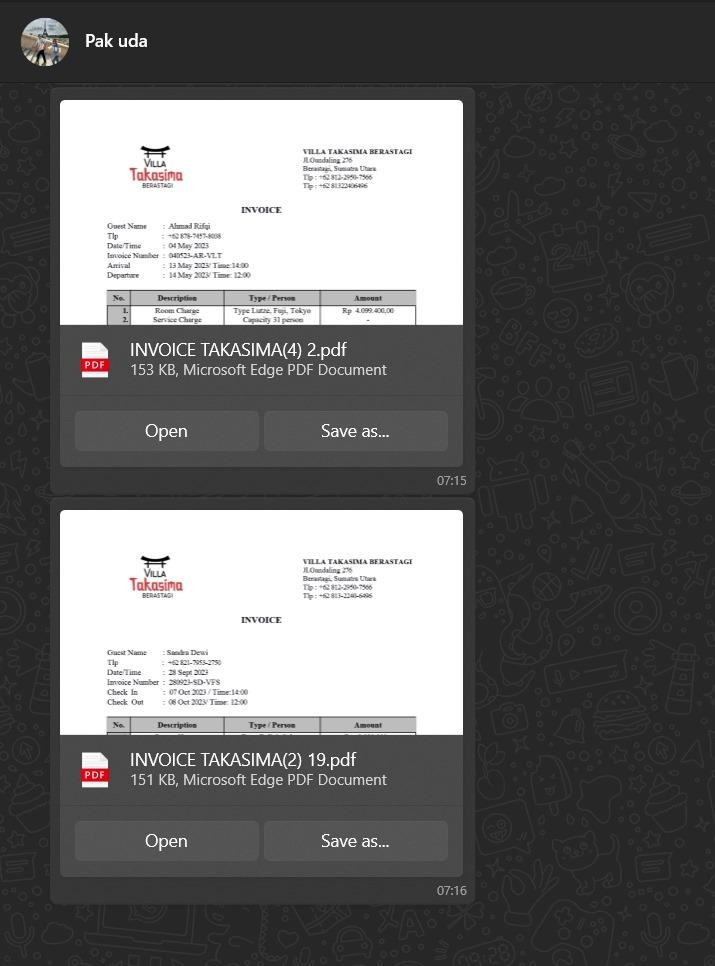 Pak uda
VILLA
Takasima
BERASTAGI
VILLA TAKASIMA BERASTAGI
Jl.Gundaling 276
Berastagi, Sumatra Utara
Tlp : +62 812-2950-7566
Tlp : +62 81322406496
INVOICE
Guest Name : Ahmad Rifqi
Tlp : +62 878-7457-8038
Date/Time : 04 May 2023
Invoice Number : 040523-AR-VLT
Arrival : 13 May 2023/ Time:14:00
Departure : 14 May 2023/ Time: 12:00
No. Description Type / Person Amount
1. Room Charge Type Lutze, Fuji, Tokyo Rp 4.099.400,00
2. Service Charge Capacity 31 person -
PDF
INVOICE TAKASIMA(4) 2.pdf
153 KB, Microsoft Edge PDF Document
Open Save as...
07:15
VILLA
Takasima
BERASTAGI
VILLA TAKASIMA BERASTAGI
Jl.Gundaling 276
Berastagi, Sumatra Utara
Tlp : +62 812-2950-7566
Tlp : +62 813-2240-6496
INVOICE
Guest Name : Sandra Dewi
Tlp : +62 821-7953-2750
Date/Time : 28 Sept 2023
Invoice Number : 280923-SD-VFS
Check In : 07 Oct 2023 / Time:14:00
Check Out : 08 Oct 2023/ Time: 12:00
No. Description Type / Person Amount
PDF
INVOICE TAKASIMA(2) 19.pdf
151 KB, Microsoft Edge PDF Document
Open Save as...
07:16